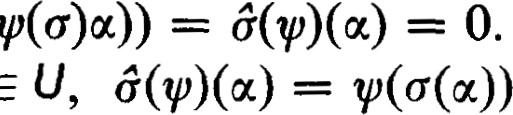 ψ(σ)α)) = σ̂(ψ)(α) = 0.
∈ U, σ̂(ψ)(α) = ψ(σ(α))